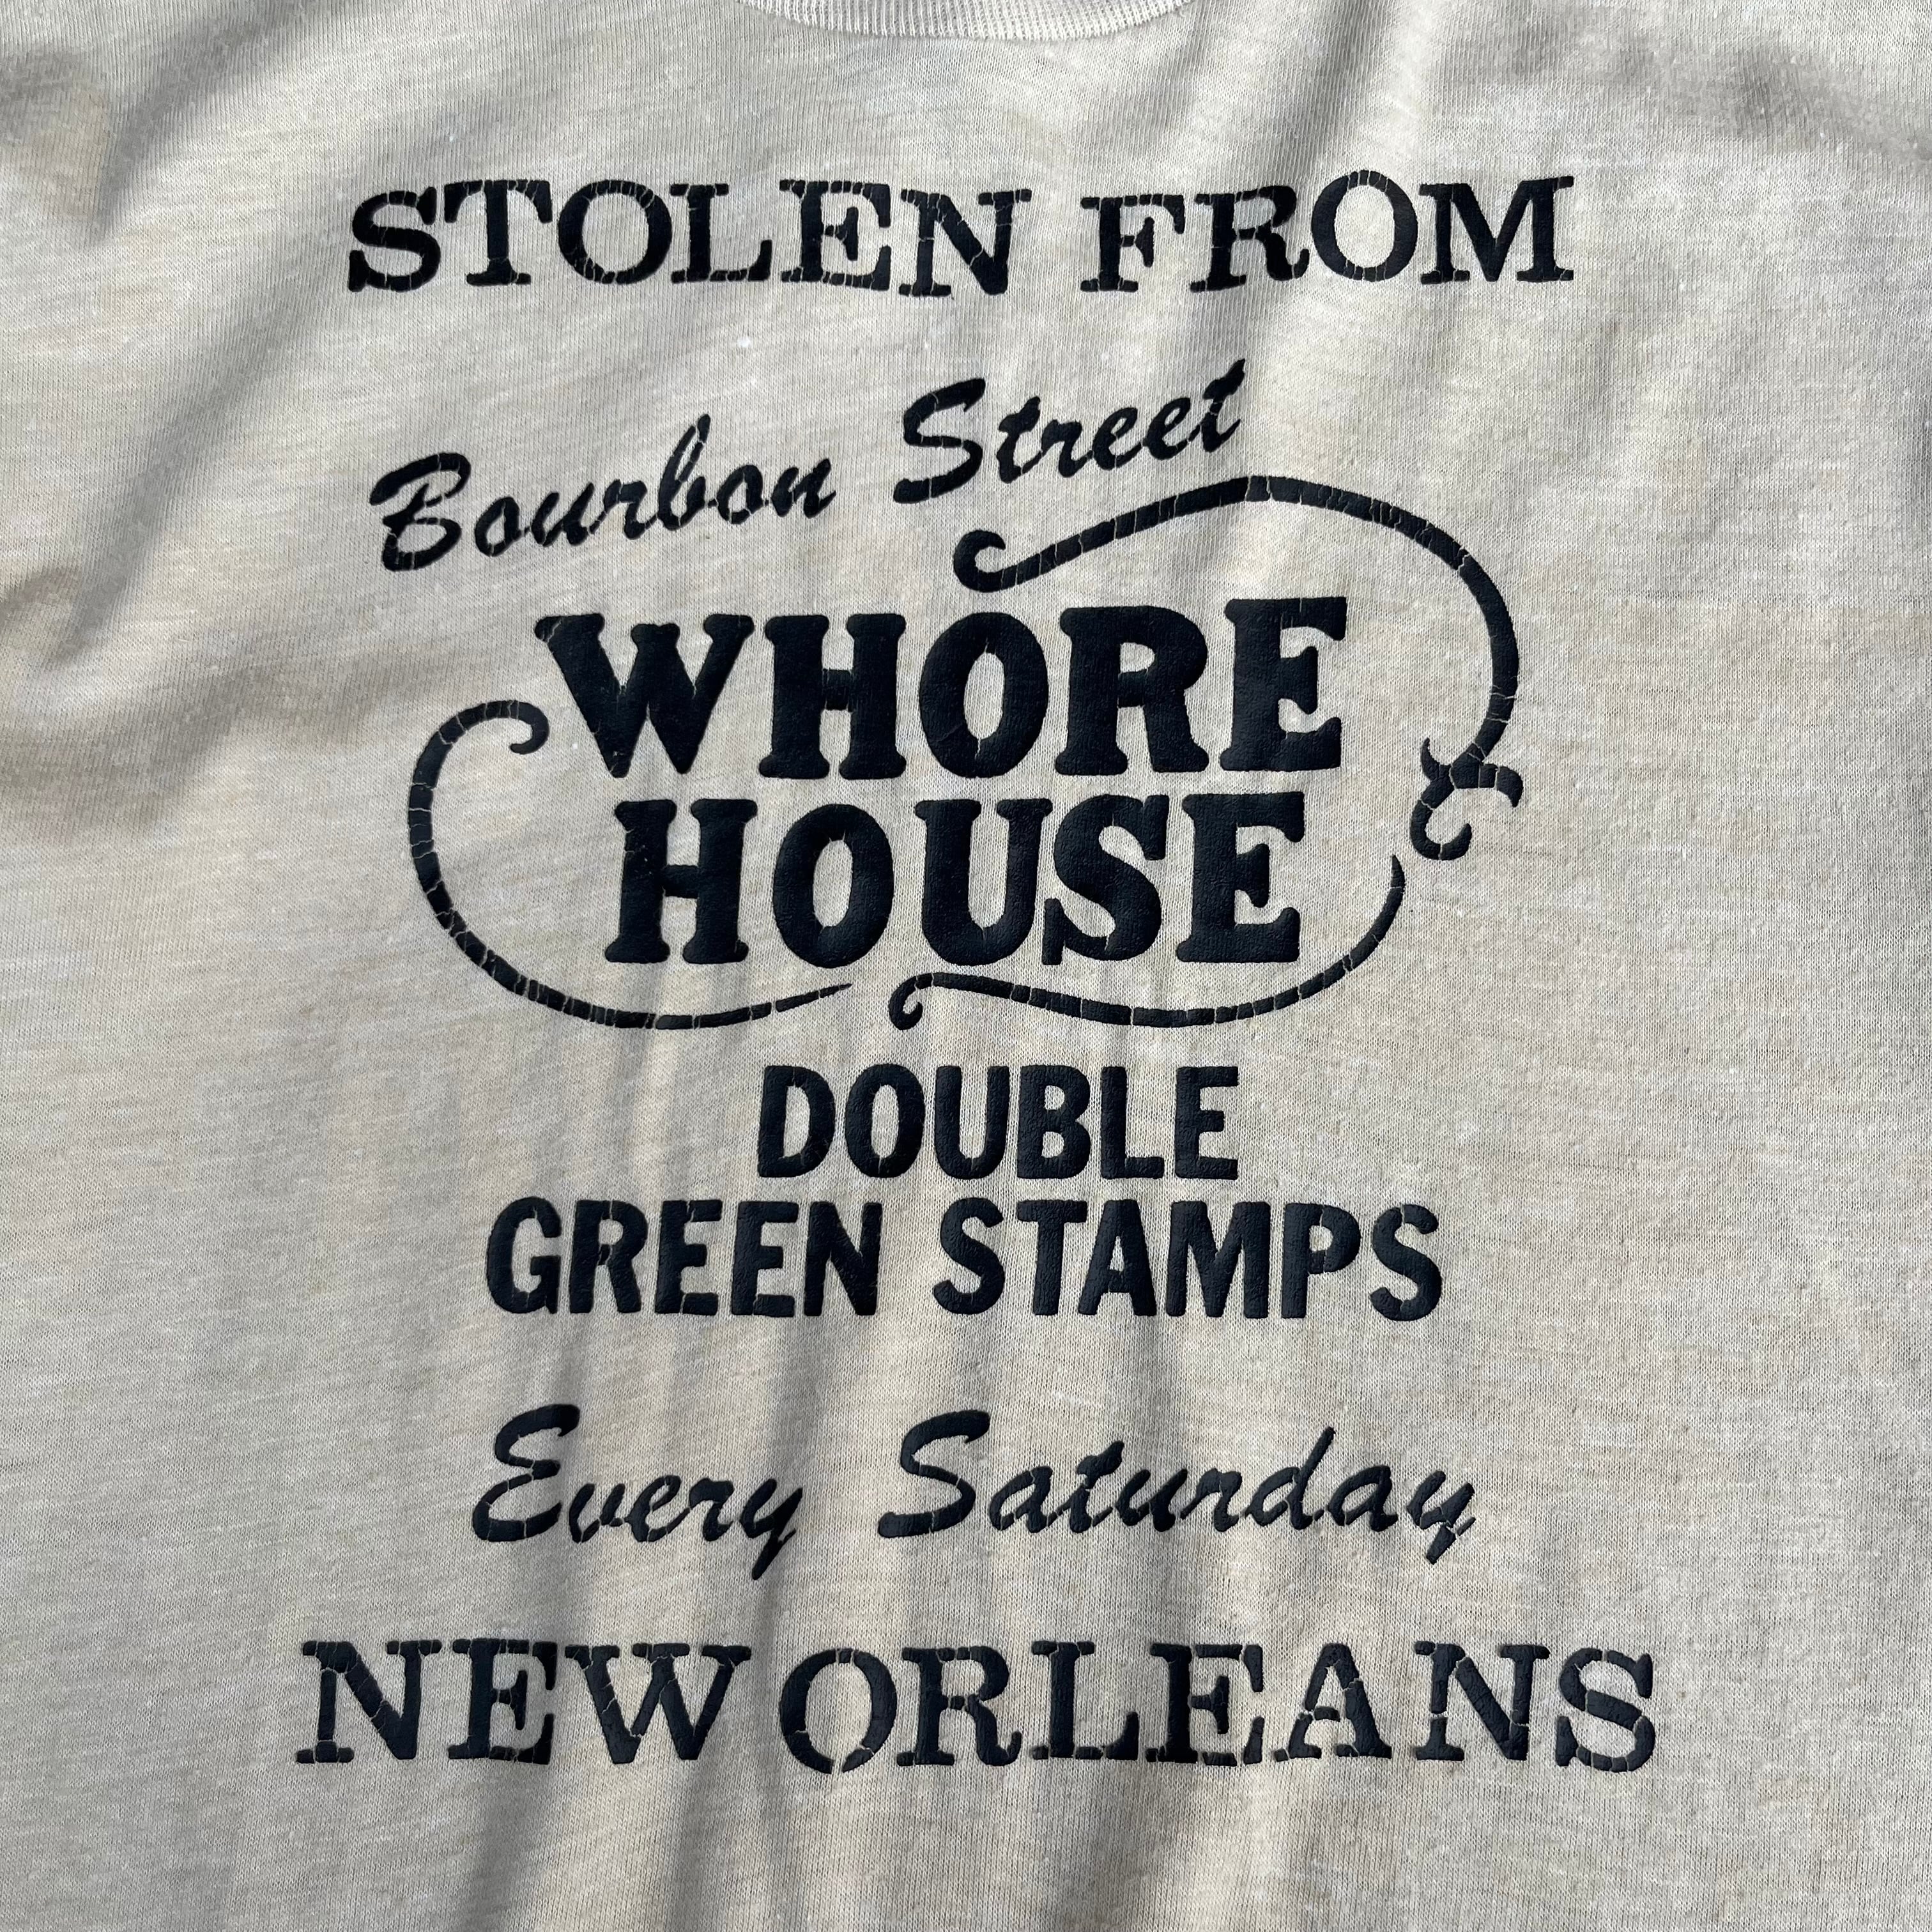 STOLEN FROM
Bourbon Street
WHORE
HOUSE
DOUBLE
GREEN STAMPS
Every Saturday
NEW ORLEANS